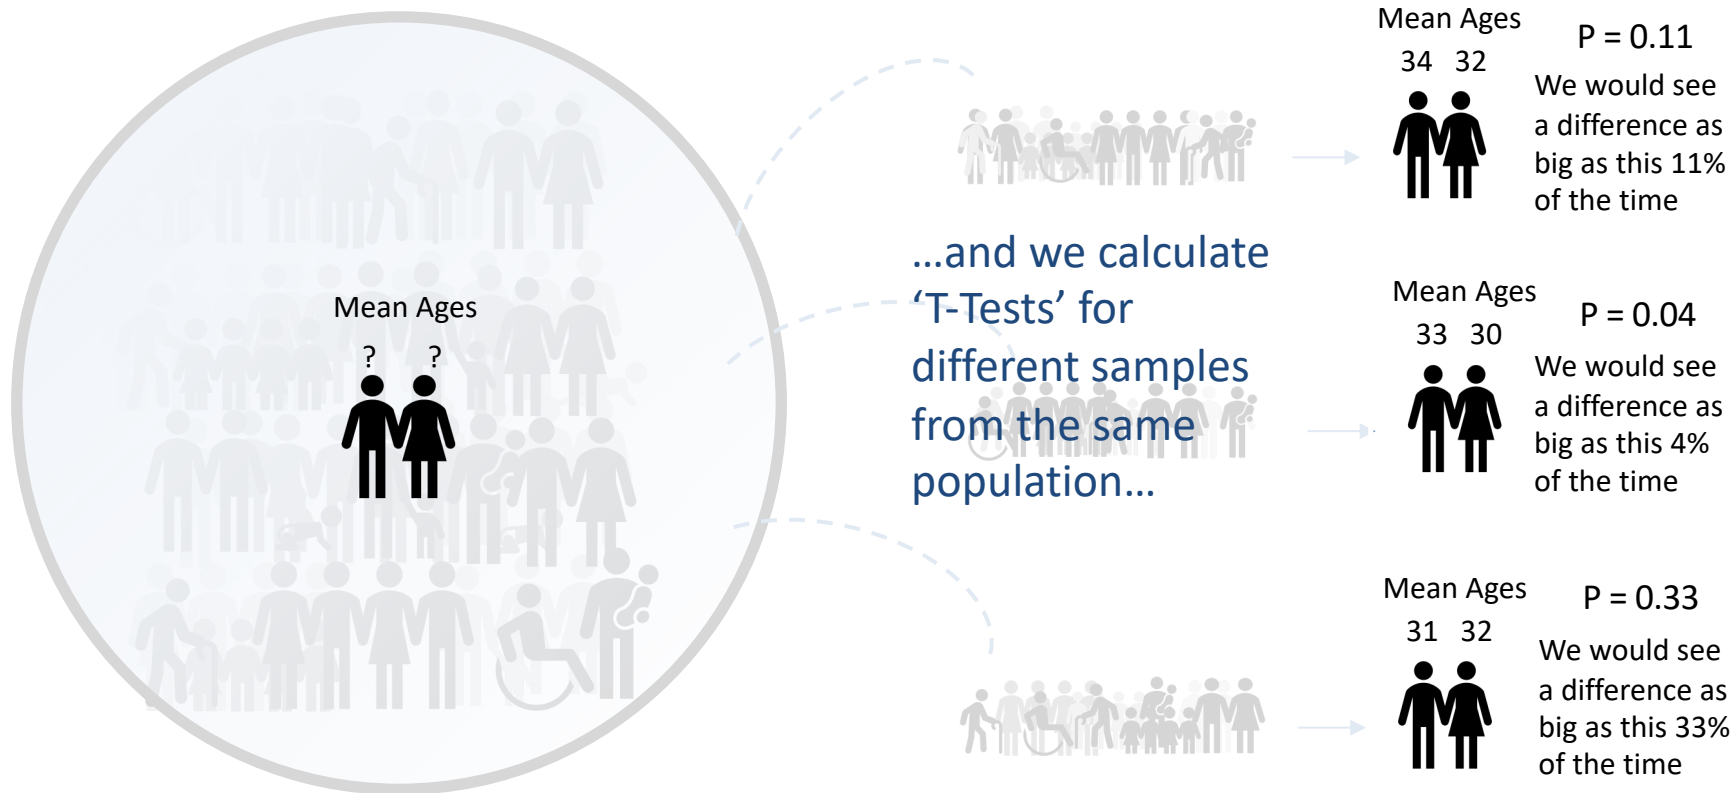 Mean Ages
? ?
…and we calculate
‘T-Tests’ for
different samples
from the same
population…
Mean Ages
34 32
P = 0.11
We would see
a difference as
big as this 11%
of the time
Mean Ages
33 30
P = 0.04
We would see
a difference as
big as this 4%
of the time
Mean Ages
31 32
P = 0.33
We would see
a difference as
big as this 33%
of the time